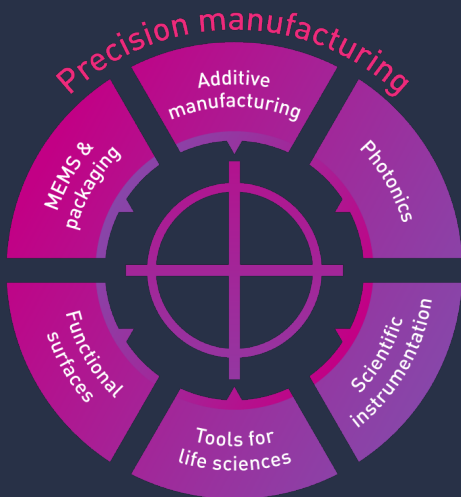 Precision manufacturing
Additive
manufacturing
Photonics
Scientific
instrumentation
Tools for
life sciences
Functional
surfaces
MEMS &
packaging